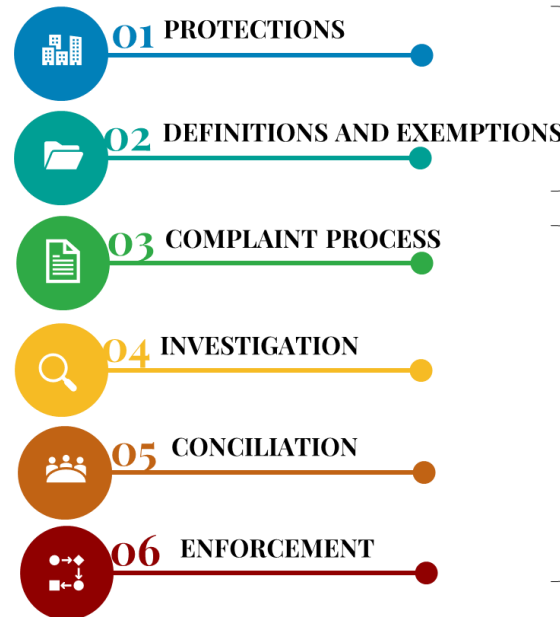 01 PROTECTIONS
02 DEFINITIONS AND EXEMPTIONS
03 COMPLAINT PROCESS
04 INVESTIGATION
05 CONCILIATION
06 ENFORCEMENT